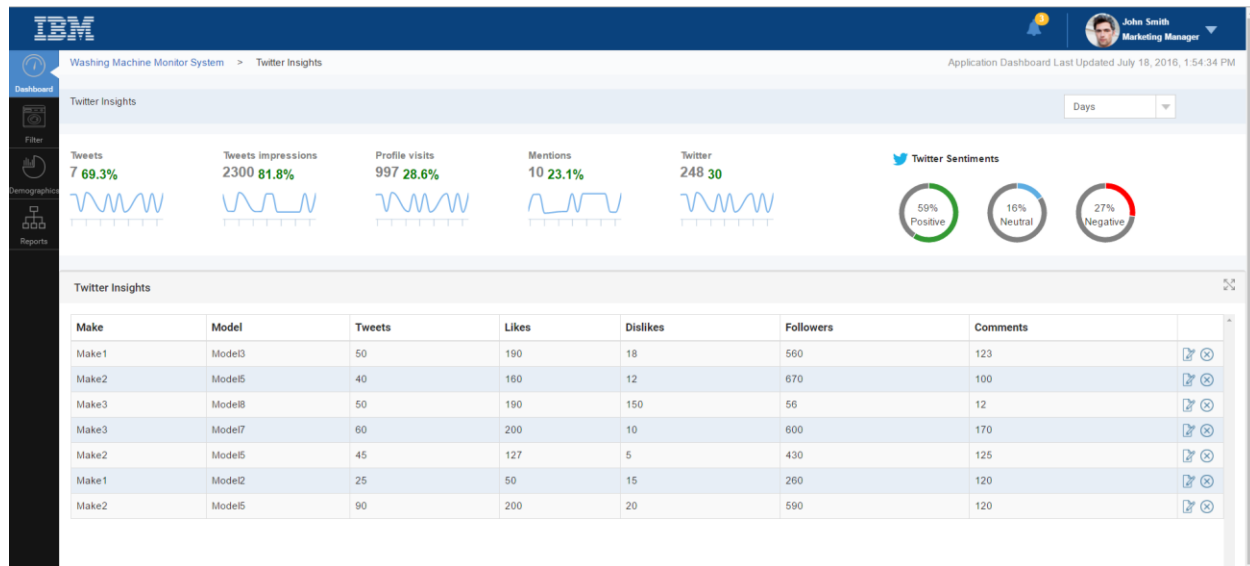 IBM
3
John Smith
Marketing Manager
Washing Machine Monitor System > Twitter Insights
Application Dashboard Last Updated July 18, 2016, 1:54:34 PM
Dashboard
Filter
Demographics
Reports
Twitter Insights
Days
Tweets
7 69.3%
Tweets impressions
2300 81.8%
Profile visits
997 28.6%
Mentions
10 23.1%
Twitter
248 30
Twitter Sentiments
59%
Positive
16%
Neutral
27%
Negative
Twitter Insights
Make Model Tweets Likes Dislikes Followers Comments
Make1 Model3 50 190 18 560 123
Make2 Model5 40 160 12 670 100
Make3 Model8 50 190 150 56 12
Make3 Model7 60 200 10 600 170
Make2 Model5 45 127 5 430 125
Make1 Model2 25 50 15 260 120
Make2 Model5 90 200 20 590 120